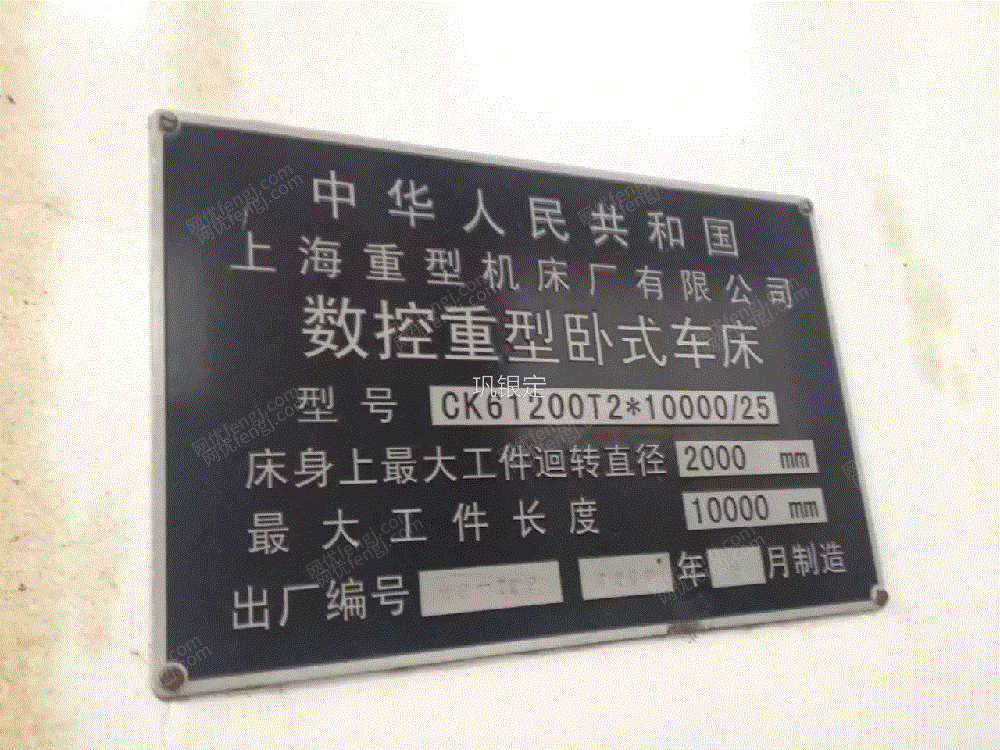 中华人民共和国
上海重型机床厂有限公司
数控重型卧式车床
巩银定
型号 CK61200T2*10000/25
床身上最大工件迴转直径 2000 mm
最大工件长度 10000 mm
出厂编号 年 月制造